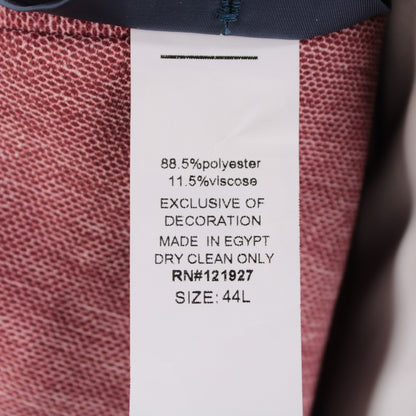 88.5%polyester
11.5%viscose
EXCLUSIVE OF
DECORATION
MADE IN EGYPT
DRY CLEAN ONLY
RN#121927
SIZE: 44L